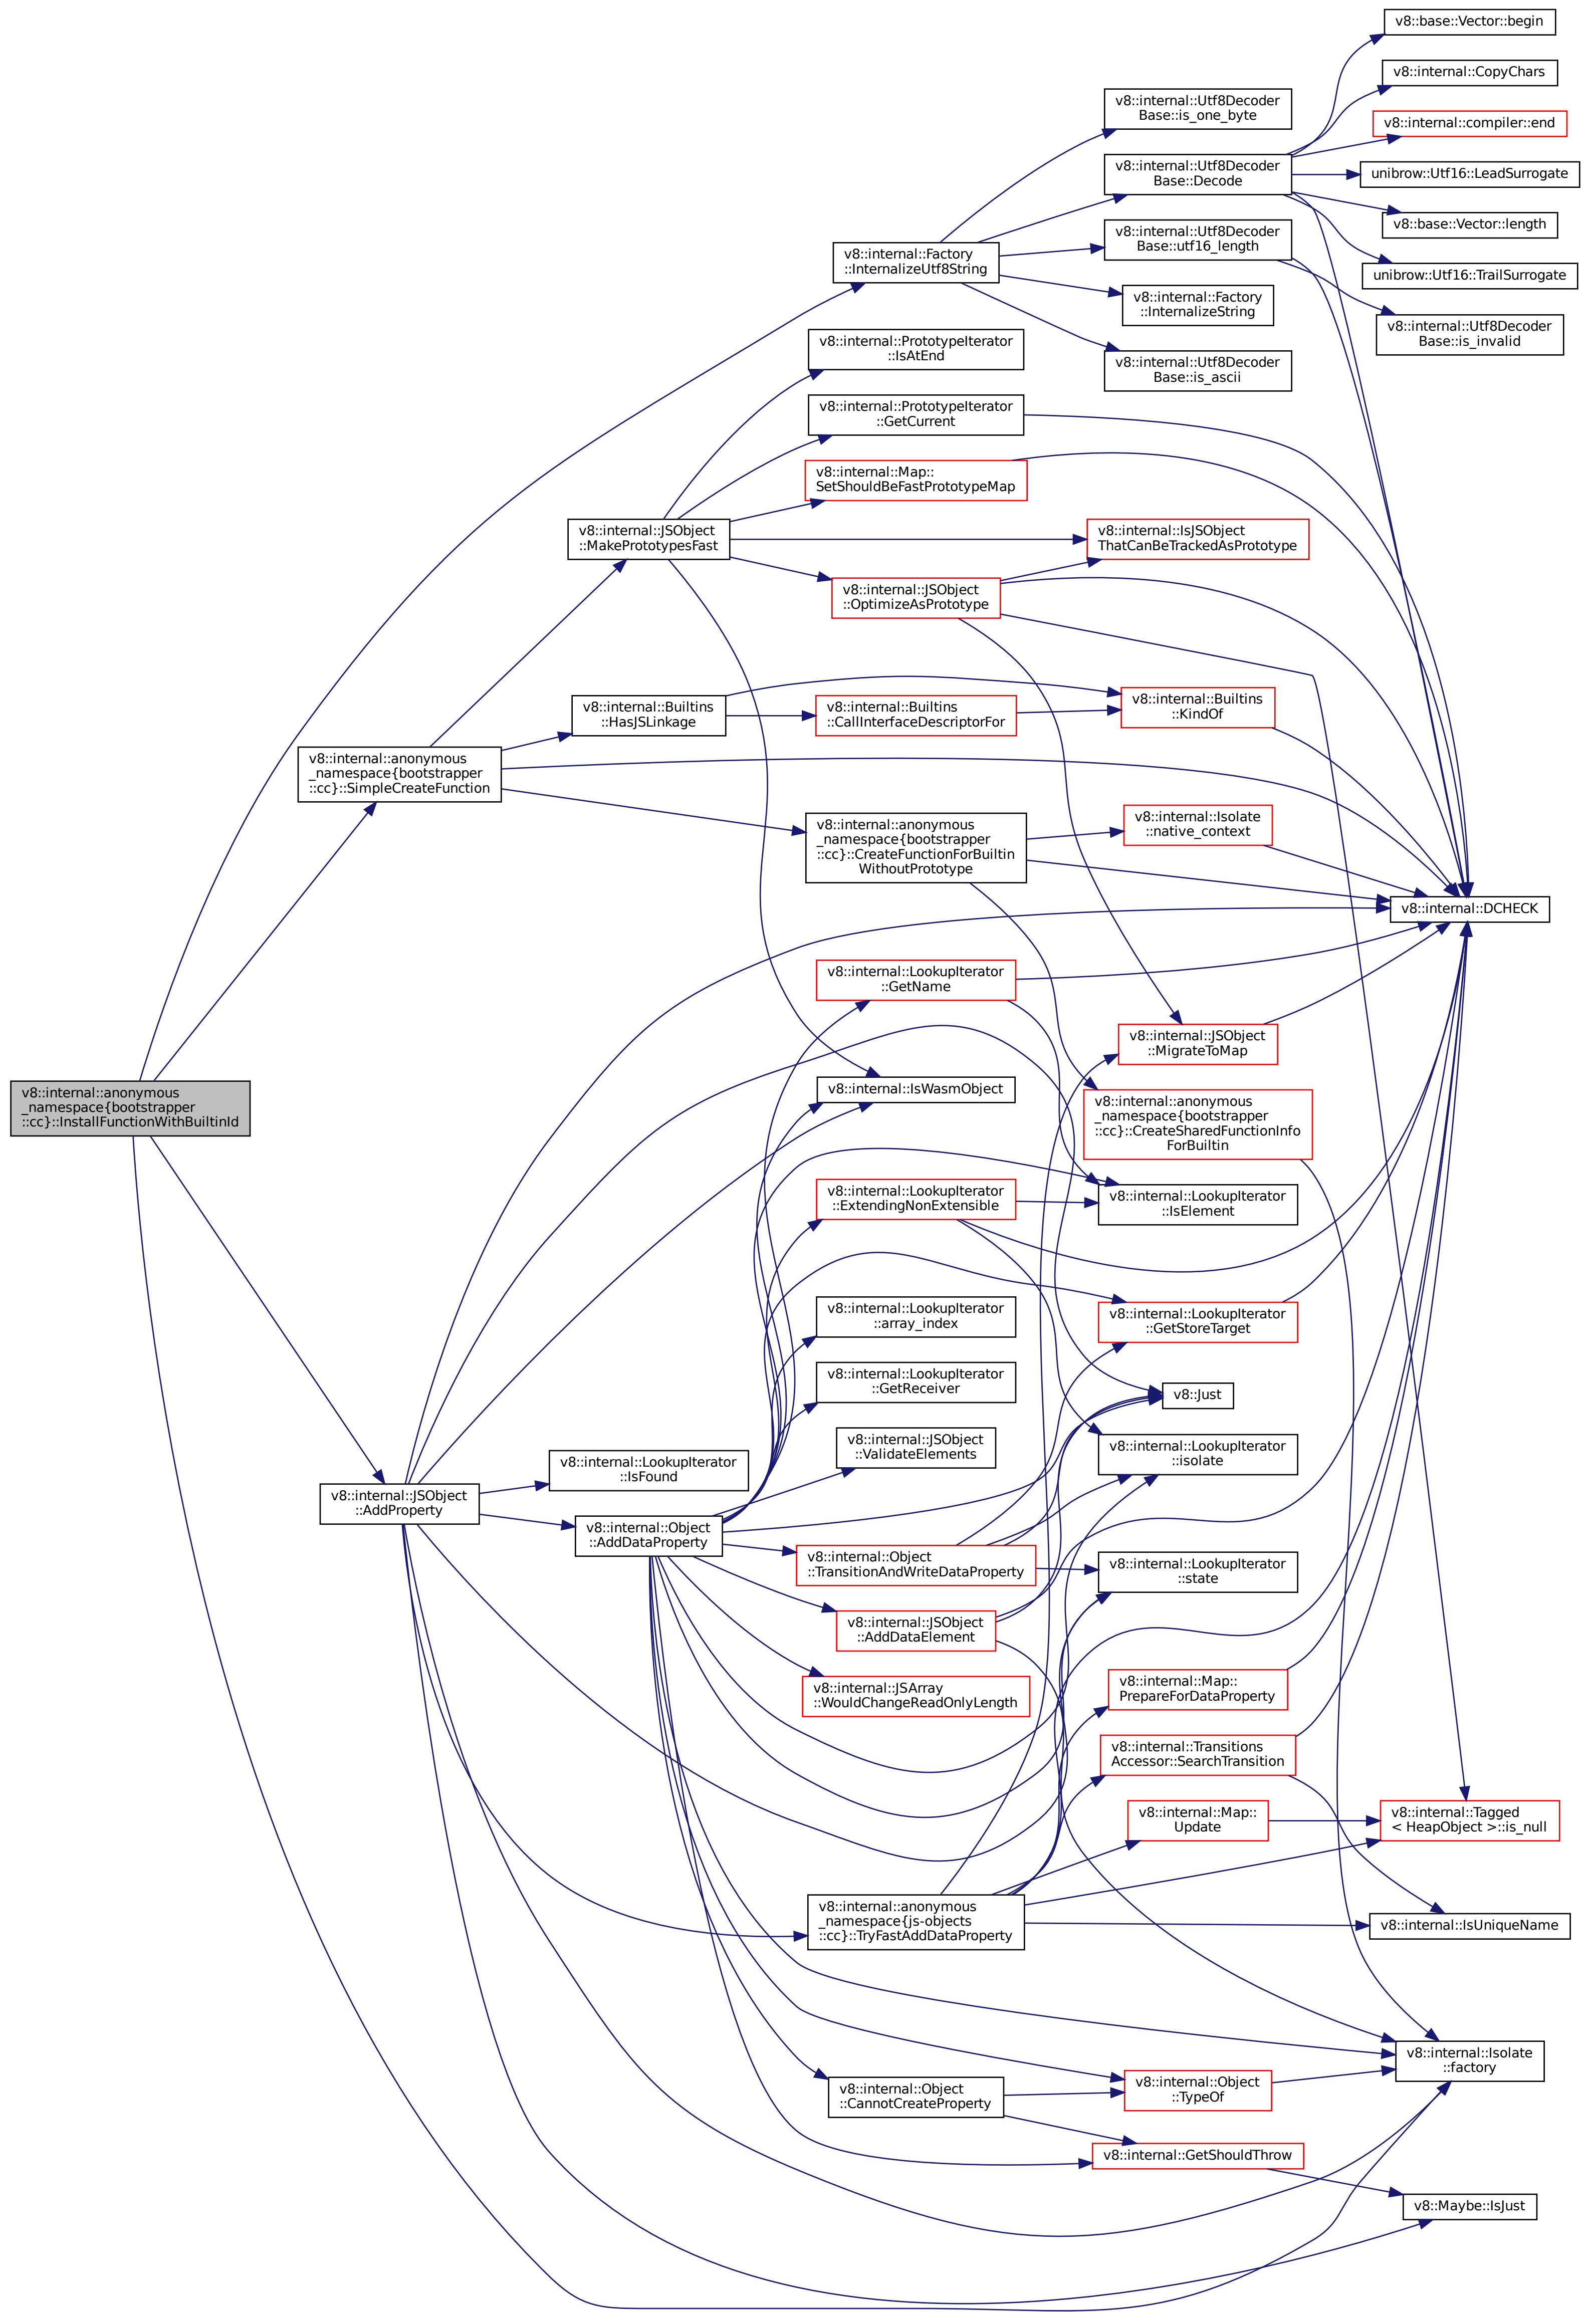 v8::internal::anonymous
_namespace{bootstrapper
::cc}::InstallFunctionWithBuiltinId
v8::internal::anonymous
_namespace{bootstrapper
::cc}::SimpleCreateFunction
v8::internal::JSObject
::AddProperty
v8::internal::JSObject
::MakePrototypesFast
v8::internal::Builtins
::HasJSLinkage
v8::internal::LookupIterator
::IsFound
v8::internal::Object
::AddDataProperty
v8::internal::Factory
::InternalizeUtf8String
v8::internal::PrototypeIterator
::IsAtEnd
v8::internal::PrototypeIterator
::GetCurrent
v8::internal::Map::
SetShouldBeFastPrototypeMap
v8::internal::JSObject
::OptimizeAsPrototype
v8::internal::Builtins
::CallInterfaceDescriptorFor
v8::internal::anonymous
_namespace{bootstrapper
::cc}::CreateFunctionForBuiltin
WithoutPrototype
v8::internal::LookupIterator
::GetName
v8::internal::IsWasmObject
v8::internal::LookupIterator
::ExtendingNonExtensible
v8::internal::LookupIterator
::array_index
v8::internal::LookupIterator
::GetReceiver
v8::internal::JSObject
::ValidateElements
v8::internal::Object
::TransitionAndWriteDataProperty
v8::internal::JSObject
::AddDataElement
v8::internal::JSArray
::WouldChangeReadOnlyLength
v8::internal::anonymous
_namespace{js-objects
::cc}::TryFastAddDataProperty
v8::internal::Object
::CannotCreateProperty
v8::internal::Utf8Decoder
Base::is_one_byte
v8::internal::Utf8Decoder
Base::Decode
v8::internal::Utf8Decoder
Base::utf16_length
v8::internal::Factory
::InternalizeString
v8::internal::Utf8Decoder
Base::is_ascii
v8::internal::IsJSObject
ThatCanBeTrackedAsPrototype
v8::internal::Builtins
::KindOf
v8::internal::Isolate
::native_context
v8::internal::JSObject
::MigrateToMap
v8::internal::anonymous
_namespace{bootstrapper
::cc}::CreateSharedFunctionInfo
ForBuiltin
v8::internal::LookupIterator
::IsElement
v8::internal::LookupIterator
::GetStoreTarget
v8::Just
v8::internal::LookupIterator
::isolate
v8::internal::LookupIterator
::state
v8::internal::Map::
PrepareForDataProperty
v8::internal::Transitions
Accessor::SearchTransition
v8::internal::Map::
Update
v8::internal::Object
::TypeOf
v8::internal::GetShouldThrow
v8::base::Vector::begin
v8::internal::CopyChars
v8::internal::compiler::end
unibrow::Utf16::LeadSurrogate
v8::base::Vector::length
unibrow::Utf16::TrailSurrogate
v8::internal::Utf8Decoder
Base::is_invalid
v8::internal::DCHECK
v8::internal::Tagged
< HeapObject >::is_null
v8::internal::IsUniqueName
v8::internal::Isolate
::factory
v8::Maybe::IsJust